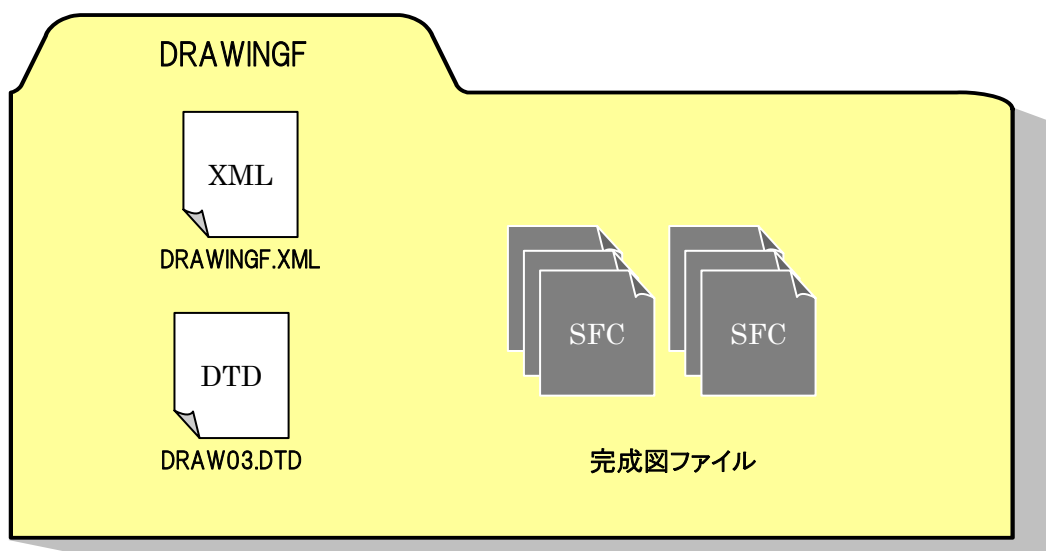 DRAWINGF
XML
DRAWINGF.XML
SFC
SFC
DTD
DRAW03.DTD
完成図ファイル